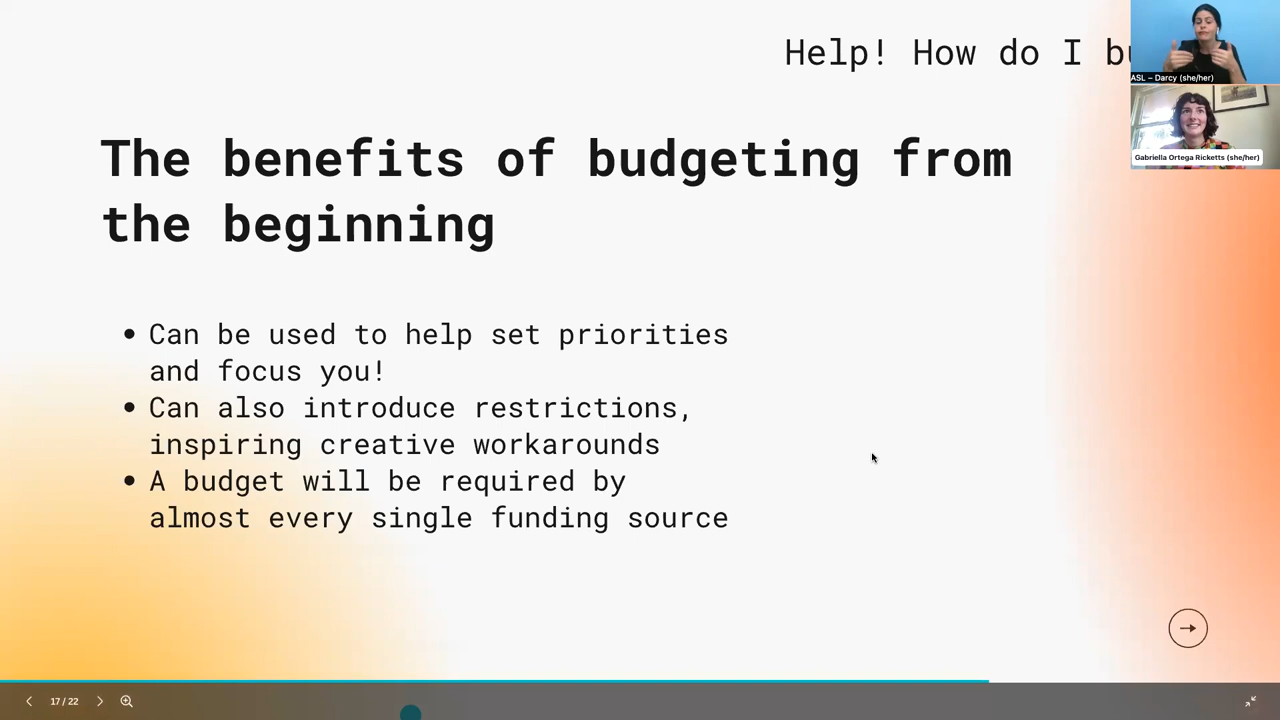 Help! How do I bu
ASL – Darcy (she/her)
The benefits of budgeting from
the beginning
Gabriella Ortega Ricketts (she/her)
• Can be used to help set priorities
and focus you!
• Can also introduce restrictions,
inspiring creative workarounds
• A budget will be required by
almost every single funding source
17 / 22